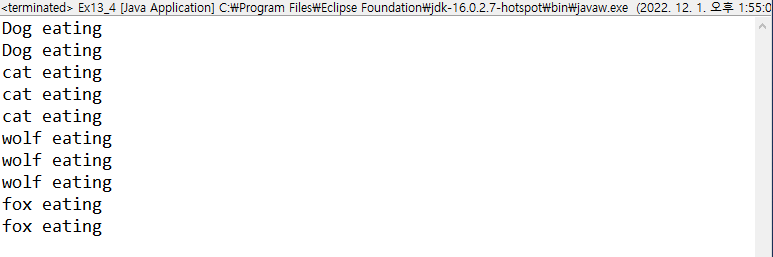 <terminated> Ex13_4 [Java Application] C:₩Program Files₩Eclipse Foundation₩jdk-16.0.2.7-hotspot₩bin₩javaw.exe (2022. 12. 1. 오후 1:55:0
Dog eating
Dog eating
cat eating
cat eating
cat eating
wolf eating
wolf eating
wolf eating
fox eating
fox eating